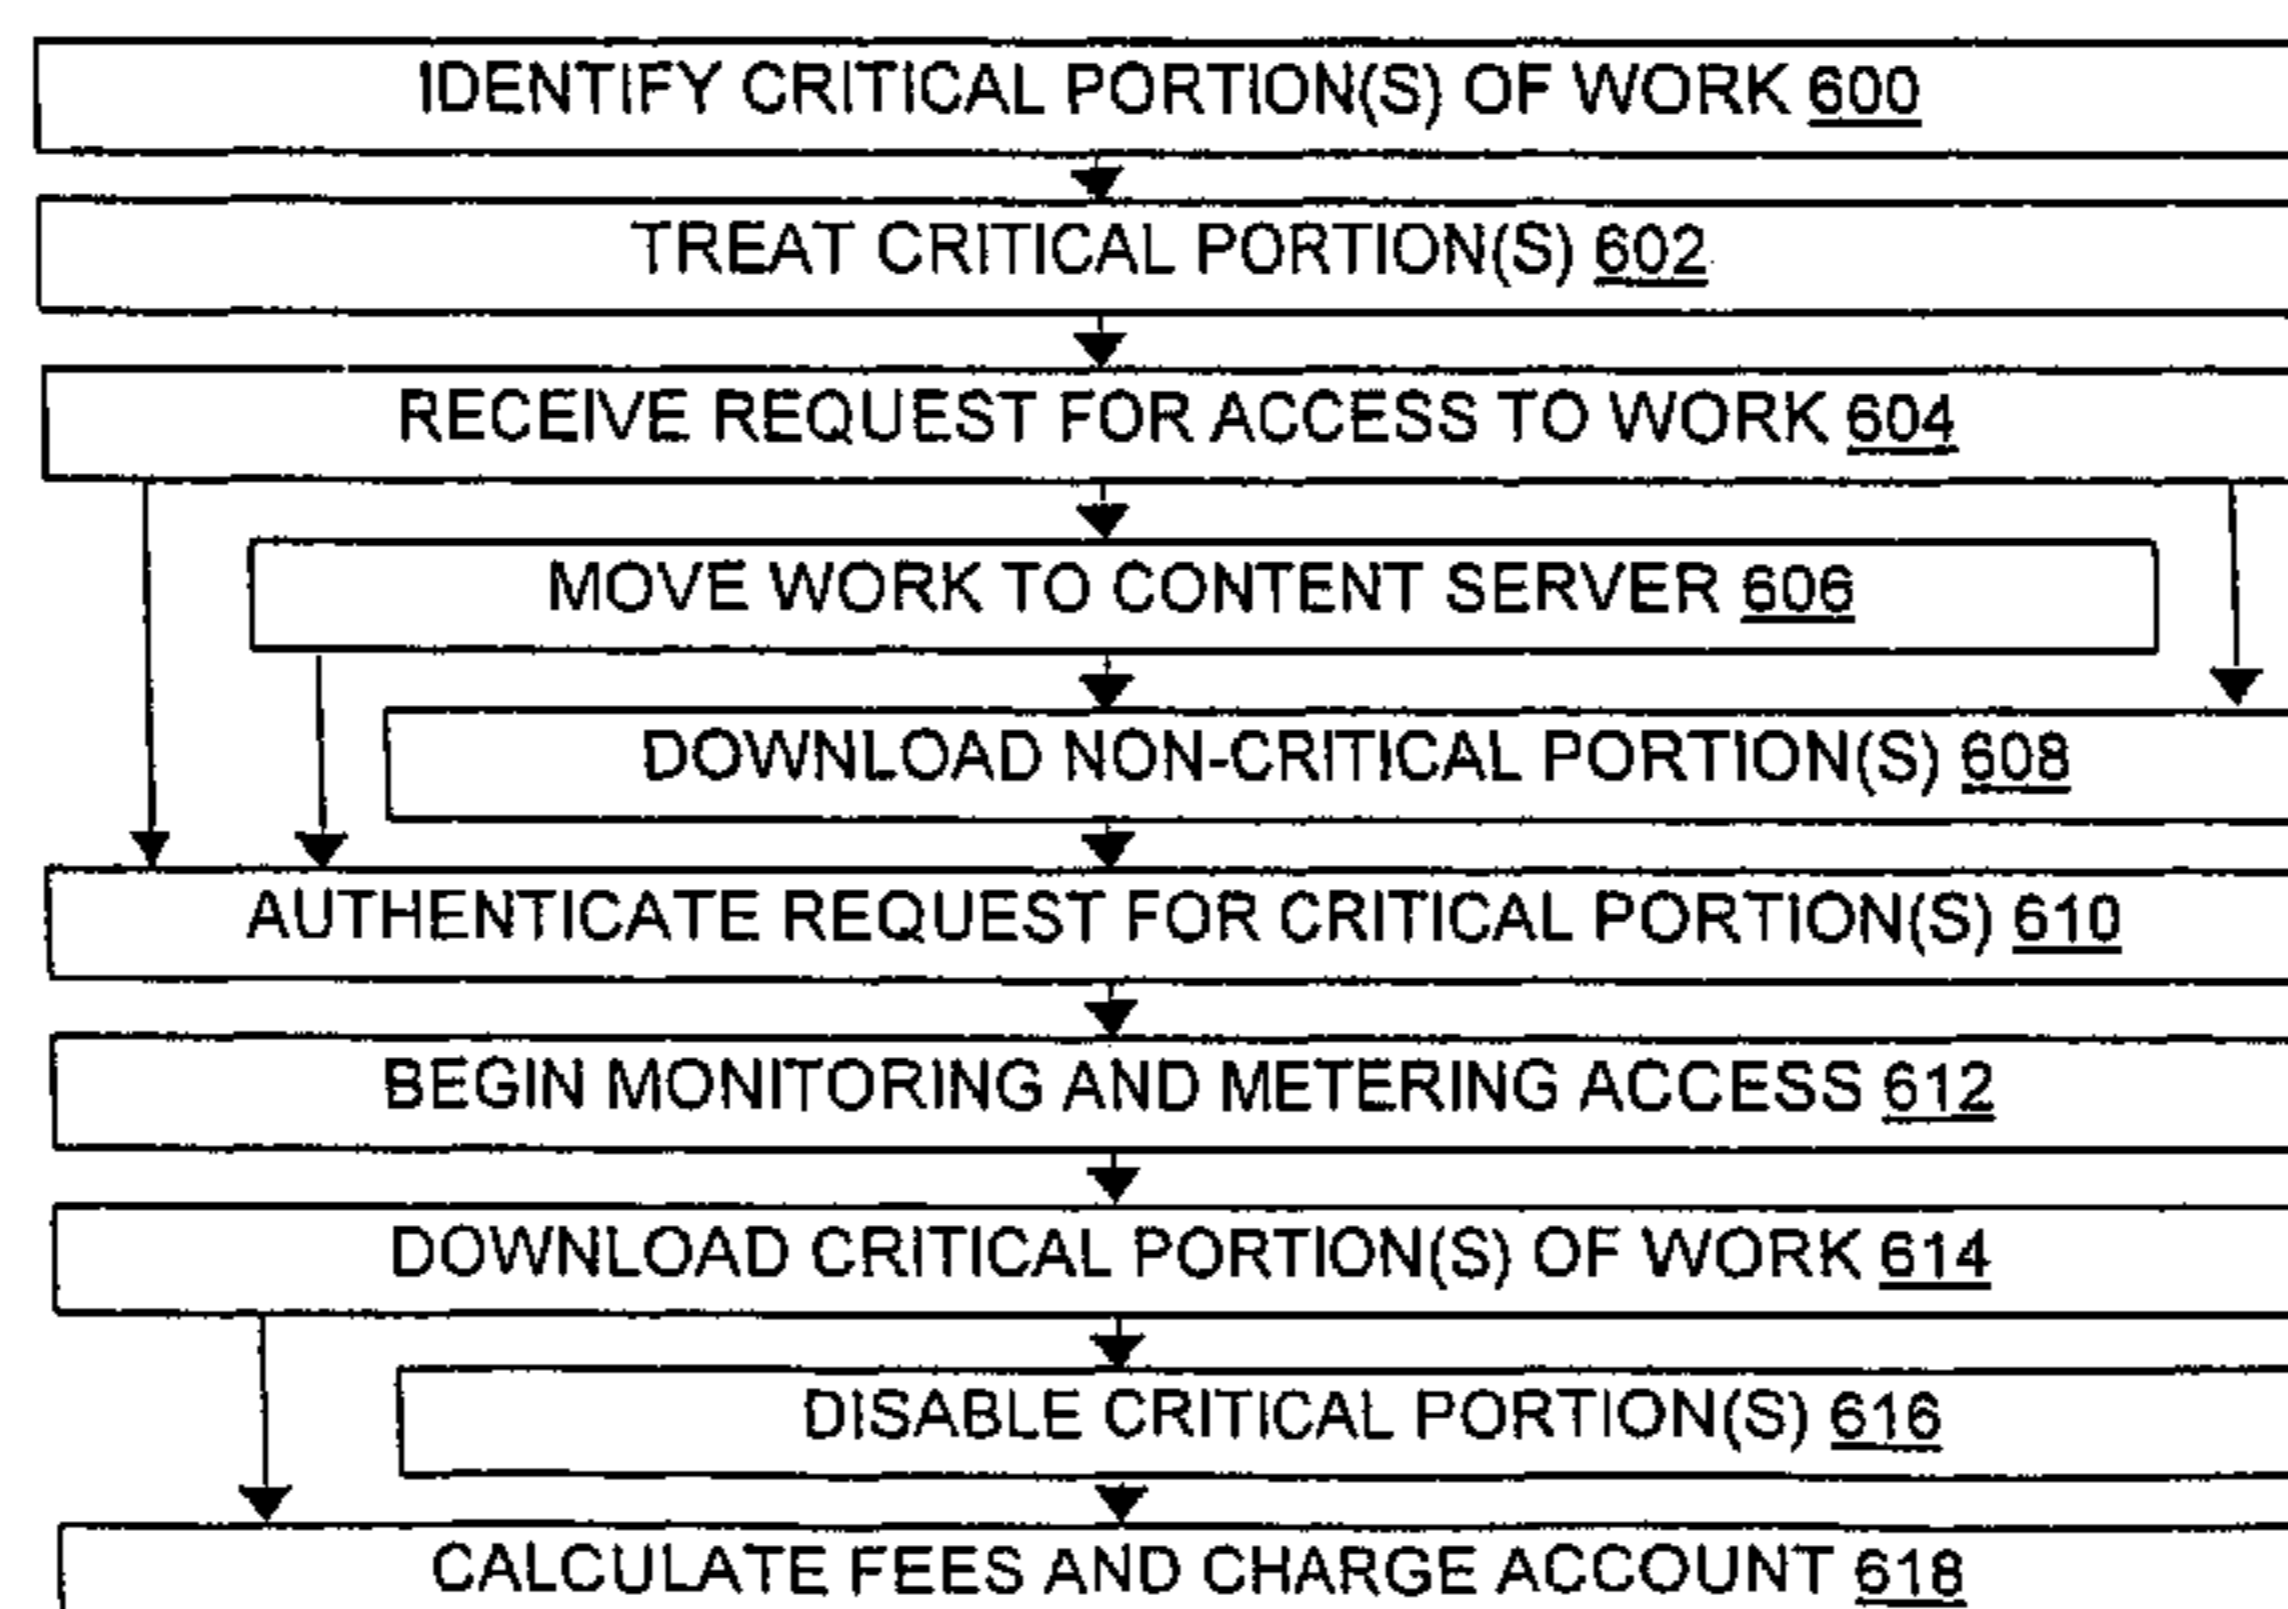 IDENTIFY CRITICAL PORTION(S) OF WORK 600
TREAT CRITICAL PORTION(S) 602
RECEIVE REQUEST FOR ACCESS TO WORK 604
MOVE WORK TO CONTENT SERVER 606
DOWNLOAD NON-CRITICAL PORTION(S) 608
AUTHENTICATE REQUEST FOR CRITICAL PORTION(S) 610
BEGIN MONITORING AND METERING ACCESS 612
DOWNLOAD CRITICAL PORTION(S) OF WORK 614
DISABLE CRITICAL PORTION(S) 616
CALCULATE FEES AND CHARGE ACCOUNT 618